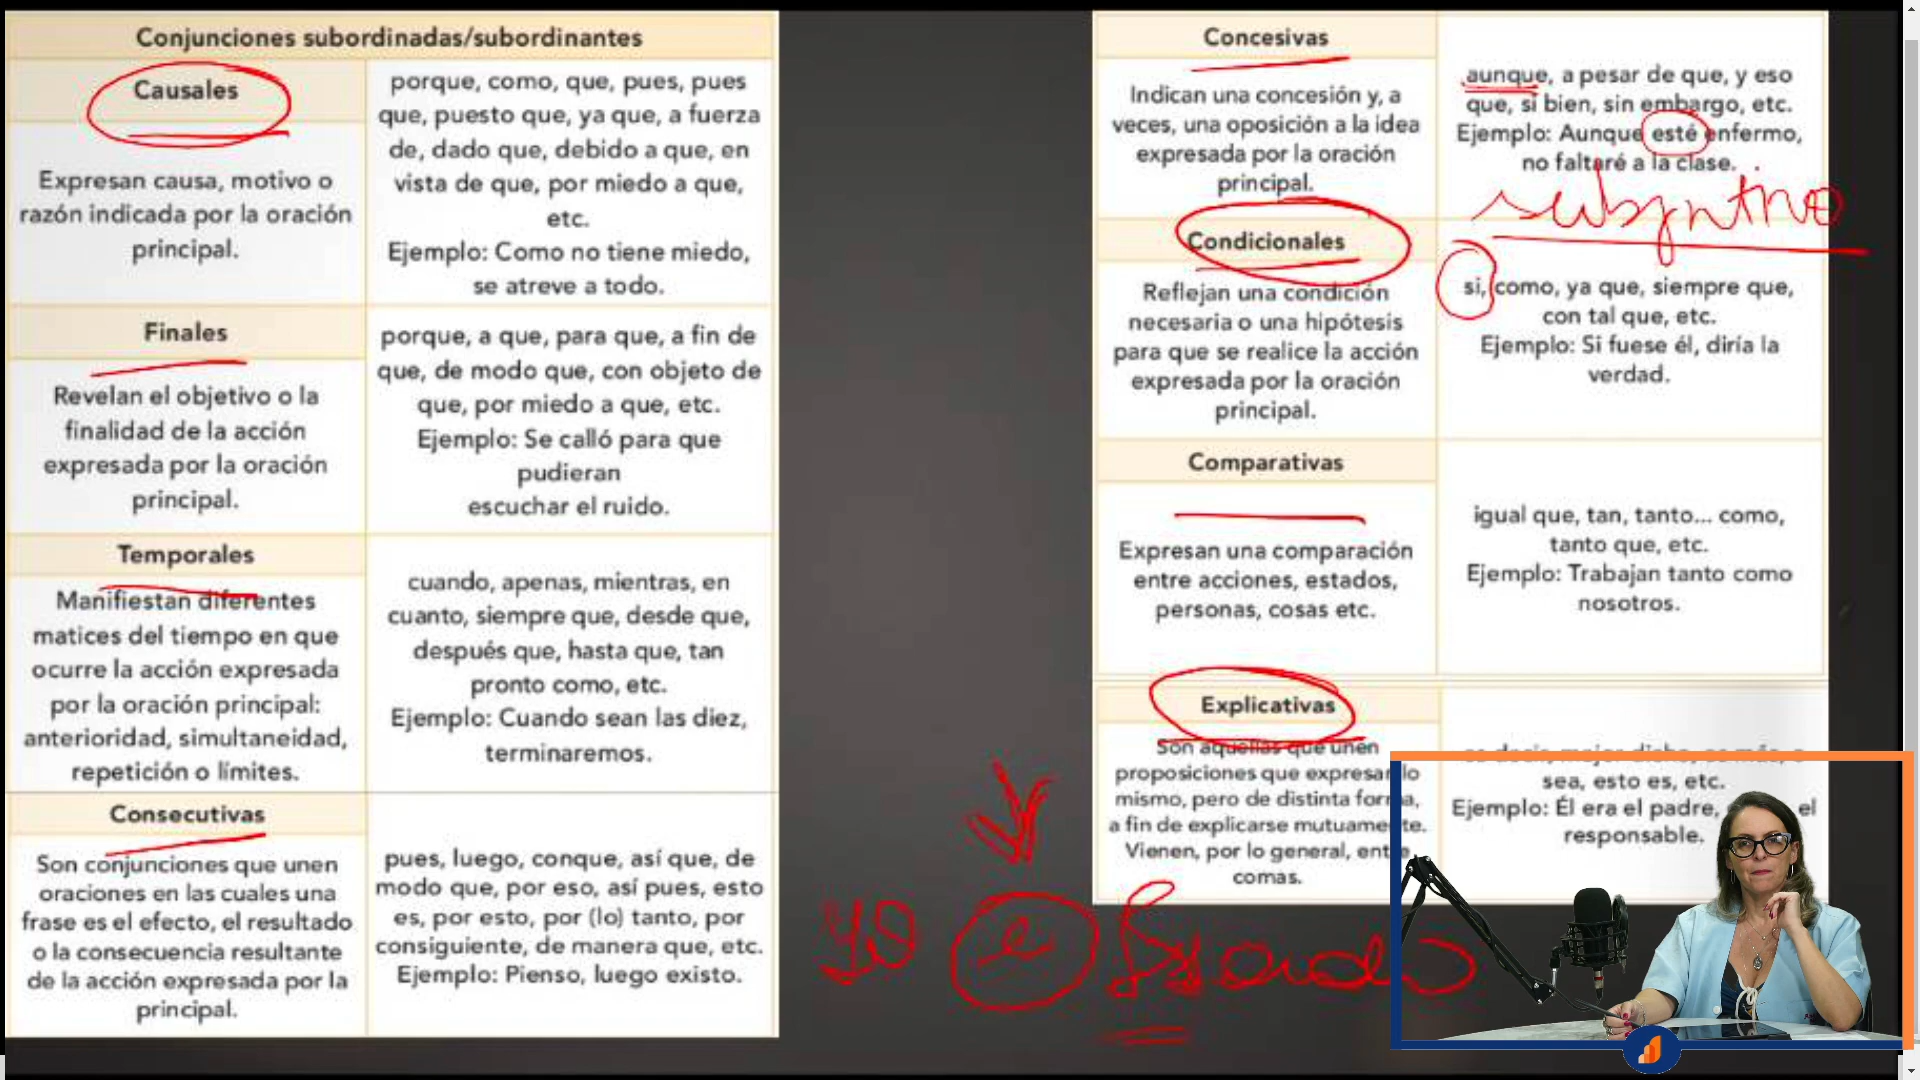 Conjunciones subordinadas/subordinantes
Causales
Expresan causa, motivo o
razón indicada por la oración
principal.
porque, como, que, pues, pues
que, puesto que, ya que, a fuerza
de, dado que, debido a que, en
vista de que, por miedo a que,
etc.
Ejemplo: Como no tiene miedo,
se atreve a todo.
Finales
Revelan el objetivo o la
finalidad de la acción
expresada por la oración
principal.
porque, a que, para que, a fin de
que, de modo que, con objeto de
que, por miedo a que, etc.
Ejemplo: Se calló para que
pudieran
escuchar el ruido.
Temporales
Manifiestan diferentes
matices del tiempo en que
ocurre la acción expresada
por la oración principal:
anterioridad, simultaneidad,
repetición o límites.
cuando, apenas, mientras, en
cuanto, siempre que, desde que,
después que, hasta que, tan
pronto como, etc.
Ejemplo: Cuando sean las diez,
terminaremos.
Consecutivas
Son conjunciones que unen
oraciones en las cuales una
frase es el efecto, el resultado
o la consecuencia resultante
de la acción expresada por la
principal.
pues, luego, conque, así que, de
modo que, por eso, así pues, esto
es, por esto, por (lo) tanto, por
consiguiente, de manera que, etc.
Ejemplo: Pienso, luego existo.
Concesivas
Indican una concesión y, a
veces, una oposición a la idea
expresada por la oración
principal.
aunque, a pesar de que, y eso
que, si bien, sin embargo, etc.
Ejemplo: Aunque esté enfermo,
no faltaré a la clase.
Condicionales
Reflejan una condición
necesaria o una hipótesis
para que se realice la acción
expresada por la oración
principal.
si, como, ya que, siempre que,
con tal que, etc.
Ejemplo: Si fuese él, diría la
verdad.
Comparativas
Expresan una comparación
entre acciones, estados,
personas, cosas etc.
igual que, tan, tanto... como,
tanto que, etc.
Ejemplo: Trabajan tanto como
nosotros.
Explicativas
Son aquellas que unen
proposiciones que expresan lo
mismo, pero de distinta forma,
a fin de explicarse mutuamente.
Vienen, por lo general, entre
comas.
sea, esto es, etc.
Ejemplo: Él era el padre, el
responsable.
yo e